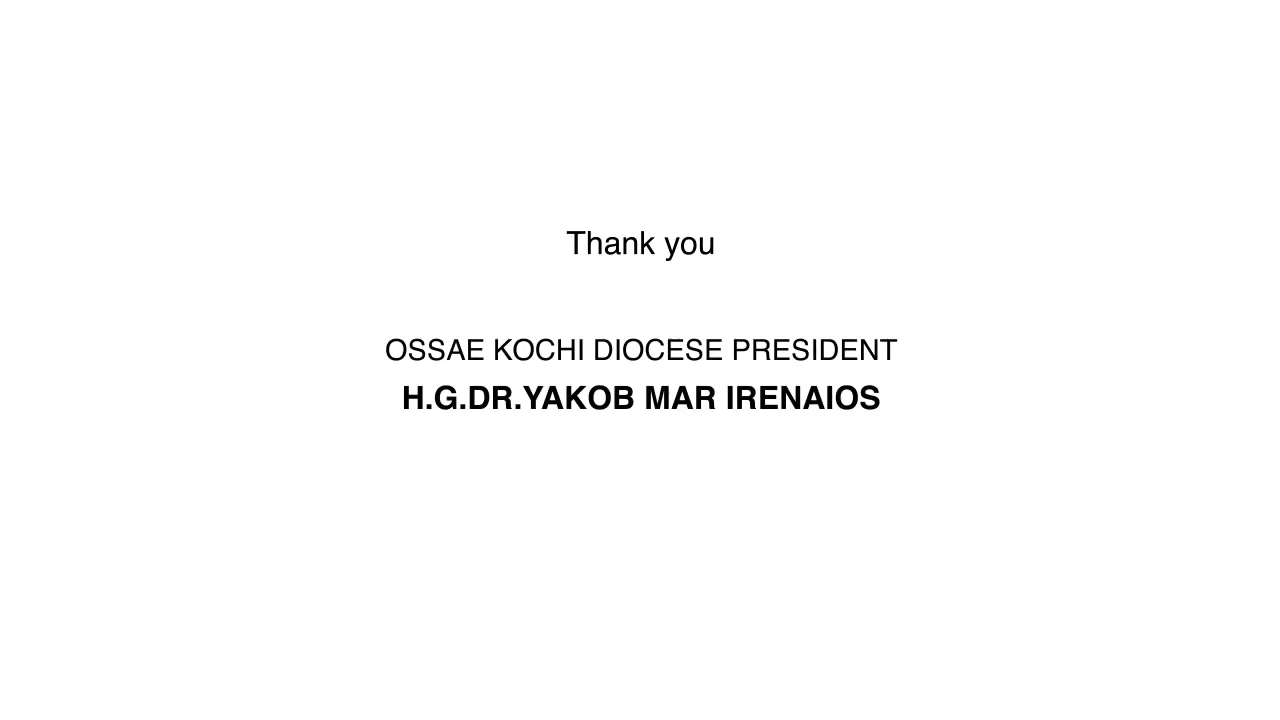 Thank you
OSSAE KOCHI DIOCESE PRESIDENT
H.G.DR.YAKOB MAR IRENAIOS